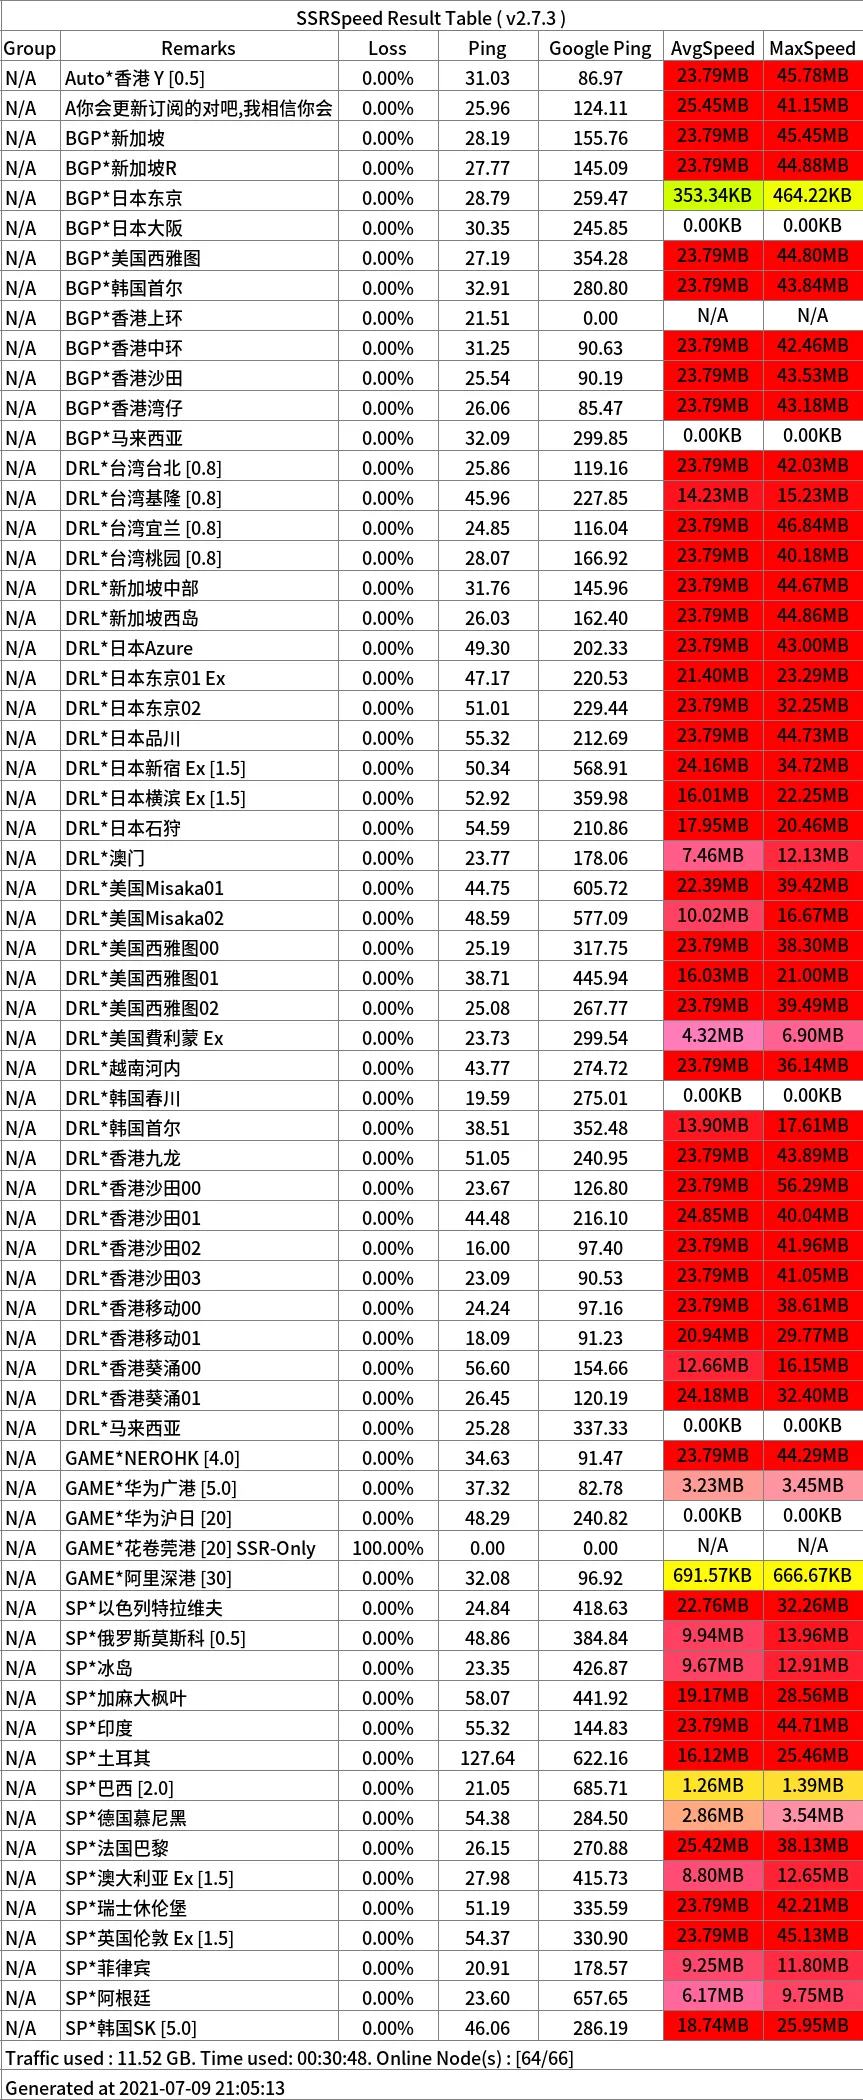 SSRSpeed Result Table ( v2.7.3 )
Group Remarks Loss Ping Google Ping AvgSpeed MaxSpeed
N/A Auto*香港 Y [0.5] 0.00% 31.03 86.97 23.79MB 45.78MB
N/A A你会更新订阅的对吧,我相信你会 0.00% 25.96 124.11 25.45MB 41.15MB
N/A BGP*新加坡 0.00% 28.19 155.76 23.79MB 45.45MB
N/A BGP*新加坡R 0.00% 27.77 145.09 23.79MB 44.88MB
N/A BGP*日本东京 0.00% 28.79 259.47 353.34KB 464.22KB
N/A BGP*日本大阪 0.00% 30.35 245.85 0.00KB 0.00KB
N/A BGP*美国西雅图 0.00% 27.19 354.28 23.79MB 44.80MB
N/A BGP*韩国首尔 0.00% 32.91 280.80 23.79MB 43.84MB
N/A BGP*香港上环 0.00% 21.51 0.00 N/A N/A
N/A BGP*香港中环 0.00% 31.25 90.63 23.79MB 42.46MB
N/A BGP*香港沙田 0.00% 25.54 90.19 23.79MB 43.53MB
N/A BGP*香港湾仔 0.00% 26.06 85.47 23.79MB 43.18MB
N/A BGP*马来西亚 0.00% 32.09 299.85 0.00KB 0.00KB
N/A DRL*台湾台北 [0.8] 0.00% 25.86 119.16 23.79MB 42.03MB
N/A DRL*台湾基隆 [0.8] 0.00% 45.96 227.85 14.23MB 15.23MB
N/A DRL*台湾宜兰 [0.8] 0.00% 24.85 116.04 23.79MB 46.84MB
N/A DRL*台湾桃园 [0.8] 0.00% 28.07 166.92 23.79MB 40.18MB
N/A DRL*新加坡中部 0.00% 31.76 145.96 23.79MB 44.67MB
N/A DRL*新加坡西岛 0.00% 26.03 162.40 23.79MB 44.86MB
N/A DRL*日本Azure 0.00% 49.30 202.33 23.79MB 43.00MB
N/A DRL*日本东京01 Ex 0.00% 47.17 220.53 21.40MB 23.29MB
N/A DRL*日本东京02 0.00% 51.01 229.44 23.79MB 32.25MB
N/A DRL*日本品川 0.00% 55.32 212.69 23.79MB 44.73MB
N/A DRL*日本新宿 Ex [1.5] 0.00% 50.34 568.91 24.16MB 34.72MB
N/A DRL*日本横滨 Ex [1.5] 0.00% 52.92 359.98 16.01MB 22.25MB
N/A DRL*日本石狩 0.00% 54.59 210.86 17.95MB 20.46MB
N/A DRL*澳门 0.00% 23.77 178.06 7.46MB 12.13MB
N/A DRL*美国Misaka01 0.00% 44.75 605.72 22.39MB 39.42MB
N/A DRL*美国Misaka02 0.00% 48.59 577.09 10.02MB 16.67MB
N/A DRL*美国西雅图00 0.00% 25.19 317.75 23.79MB 38.30MB
N/A DRL*美国西雅图01 0.00% 38.71 445.94 16.03MB 21.00MB
N/A DRL*美国西雅图02 0.00% 25.08 267.77 23.79MB 39.49MB
N/A DRL*美国費利蒙 Ex 0.00% 23.73 299.54 4.32MB 6.90MB
N/A DRL*越南河内 0.00% 43.77 274.72 23.79MB 36.14MB
N/A DRL*韩国春川 0.00% 19.59 275.01 0.00KB 0.00KB
N/A DRL*韩国首尔 0.00% 38.51 352.48 13.90MB 17.61MB
N/A DRL*香港九龙 0.00% 51.05 240.95 23.79MB 43.89MB
N/A DRL*香港沙田00 0.00% 23.67 126.80 23.79MB 56.29MB
N/A DRL*香港沙田01 0.00% 44.48 216.10 24.85MB 40.04MB
N/A DRL*香港沙田02 0.00% 16.00 97.40 23.79MB 41.96MB
N/A DRL*香港沙田03 0.00% 23.09 90.53 23.79MB 41.05MB
N/A DRL*香港移动00 0.00% 24.24 97.16 23.79MB 38.61MB
N/A DRL*香港移动01 0.00% 18.09 91.23 20.94MB 29.77MB
N/A DRL*香港葵涌00 0.00% 56.60 154.66 12.66MB 16.15MB
N/A DRL*香港葵涌01 0.00% 26.45 120.19 24.18MB 32.40MB
N/A DRL*马来西亚 0.00% 25.28 337.33 0.00KB 0.00KB
N/A GAME*NEROHK [4.0] 0.00% 34.63 91.47 23.79MB 44.29MB
N/A GAME*华为广港 [5.0] 0.00% 37.32 82.78 3.23MB 3.45MB
N/A GAME*华为沪日 [20] 0.00% 48.29 240.82 0.00KB 0.00KB
N/A GAME*花卷莞港 [20] SSR-Only 100.00% 0.00 0.00 N/A N/A
N/A GAME*阿里深港 [30] 0.00% 32.08 96.92 691.57KB 666.67KB
N/A SP*以色列特拉维夫 0.00% 24.84 418.63 22.76MB 32.26MB
N/A SP*俄罗斯莫斯科 [0.5] 0.00% 48.86 384.84 9.94MB 13.96MB
N/A SP*冰岛 0.00% 23.35 426.87 9.67MB 12.91MB
N/A SP*加麻大枫叶 0.00% 58.07 441.92 19.17MB 28.56MB
N/A SP*印度 0.00% 55.32 144.83 23.79MB 44.71MB
N/A SP*土耳其 0.00% 127.64 622.16 16.12MB 25.46MB
N/A SP*巴西 [2.0] 0.00% 21.05 685.71 1.26MB 1.39MB
N/A SP*德国慕尼黑 0.00% 54.38 284.50 2.86MB 3.54MB
N/A SP*法国巴黎 0.00% 26.15 270.88 25.42MB 38.13MB
N/A SP*澳大利亚 Ex [1.5] 0.00% 27.98 415.73 8.80MB 12.65MB
N/A SP*瑞士休伦堡 0.00% 51.19 335.59 23.79MB 42.21MB
N/A SP*英国伦敦 Ex [1.5] 0.00% 54.37 330.90 23.79MB 45.13MB
N/A SP*菲律宾 0.00% 20.91 178.57 9.25MB 11.80MB
N/A SP*阿根廷 0.00% 23.60 657.65 6.17MB 9.75MB
N/A SP*韩国SK [5.0] 0.00% 46.06 286.19 18.74MB 25.95MB
Traffic used : 11.52 GB. Time used: 00:30:48. Online Node(s) : [64/66]
Generated at 2021-07-09 21:05:13